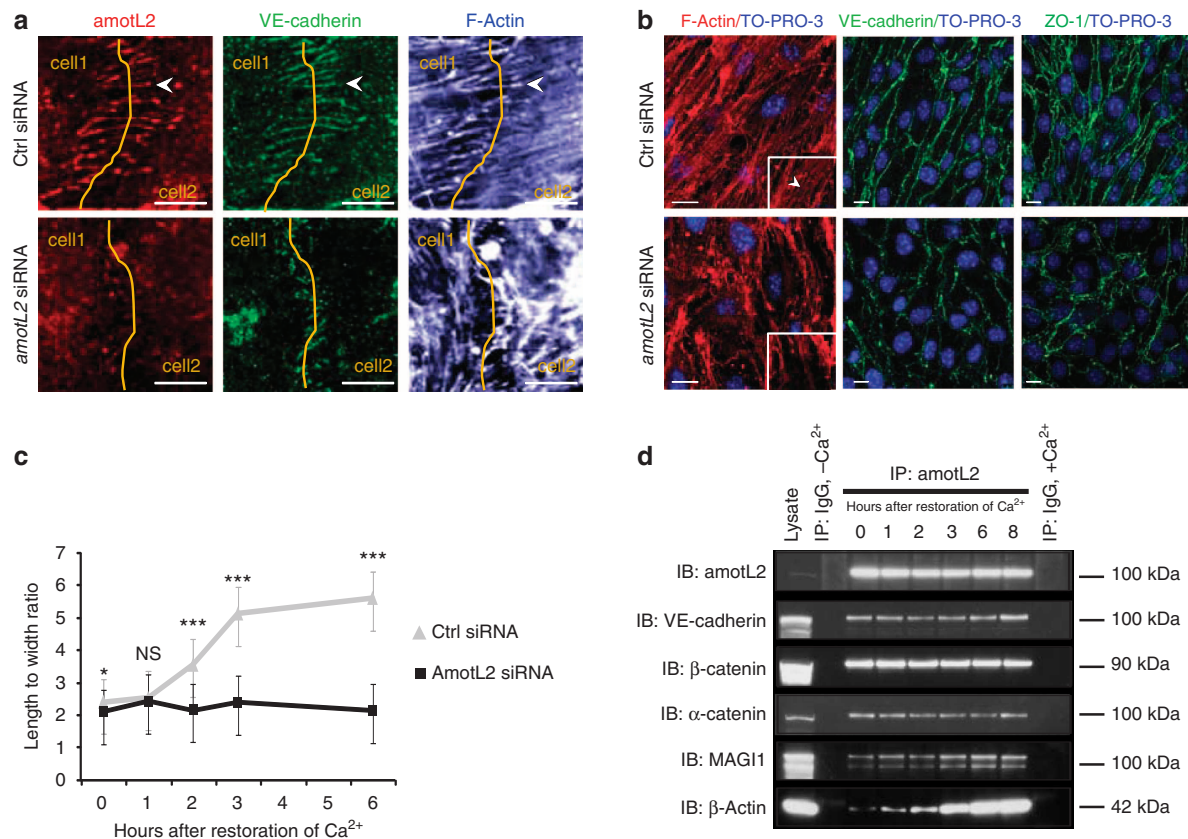 a
amotL2 VE-cadherin F-Actin
Ctrl siRNA
cell1
cell2
cell1
cell2
cell1
cell2
amotL2 siRNA
cell1
cell2
cell1
cell2
cell1
cell2
b
F-Actin/TO-PRO-3 VE-cadherin/TO-PRO-3 ZO-1/TO-PRO-3
Ctrl siRNA
amotL2 siRNA
c
Length to width ratio
7
6
5
4
3
2
1
0
* NS *** *** ***
0 1 2 3 4 5 6
Hours after restoration of Ca²⁺
Ctrl siRNA
AmotL2 siRNA
d
Lysate
IP: IgG, –Ca²⁺
IP: amotL2
Hours after restoration of Ca²⁺
0 1 2 3 6 8
IP: IgG, +Ca²⁺
IB: amotL2 100 kDa
IB: VE-cadherin 100 kDa
IB: β-catenin 90 kDa
IB: α-catenin 100 kDa
IB: MAGI1 100 kDa
IB: β-Actin 42 kDa